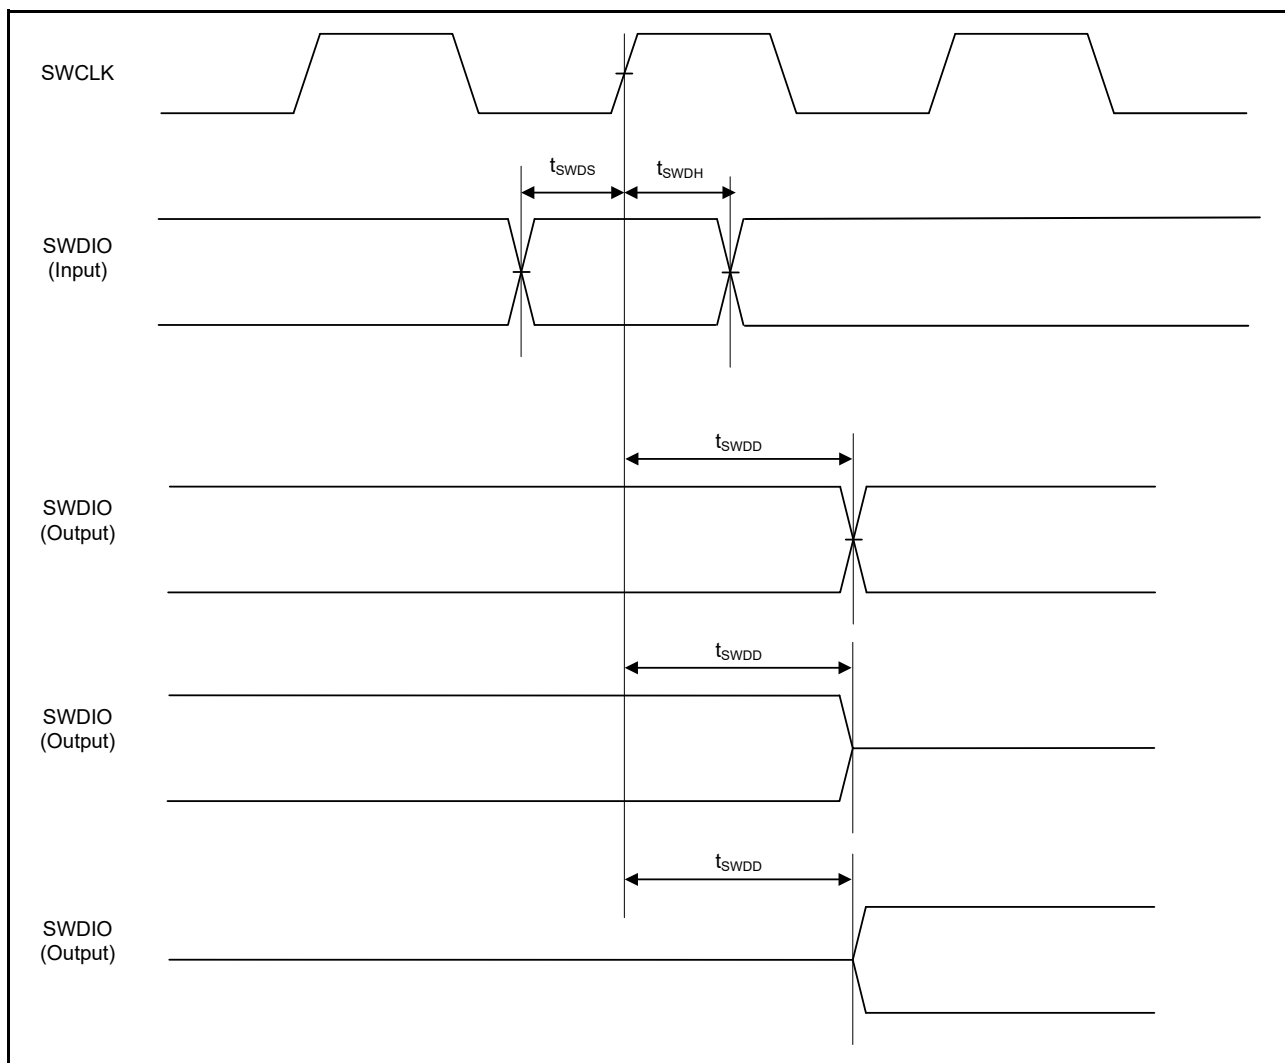 SWCLK
tSWDS
tSWDH
SWDIO
(Input)
tSWDD
SWDIO
(Output)
tSWDD
SWDIO
(Output)
tSWDD
SWDIO
(Output)